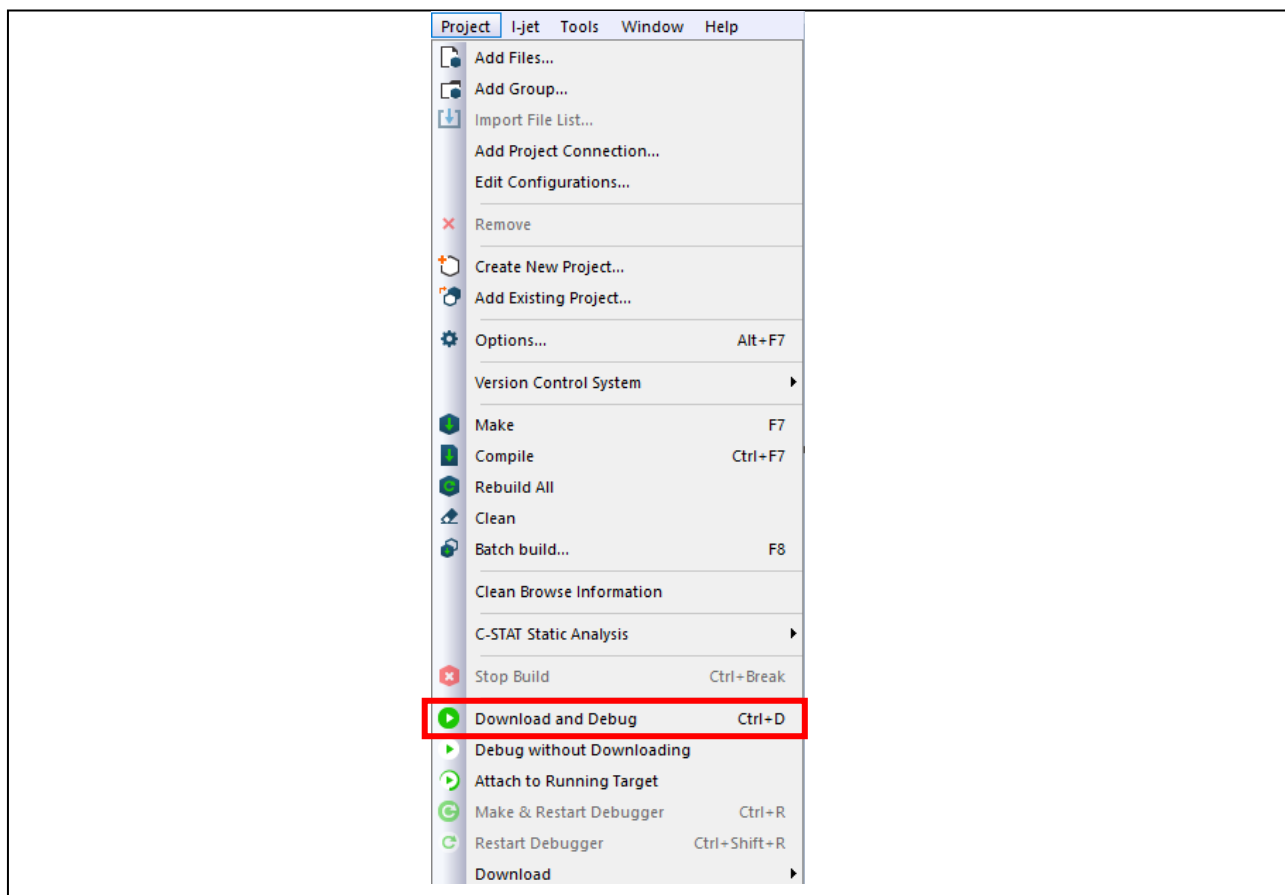 Project I-jet Tools Window Help
Add Files...
Add Group...
Import File List...
Add Project Connection...
Edit Configurations...
Remove
Create New Project...
Add Existing Project...
Options... Alt+F7
Version Control System
Make F7
Compile Ctrl+F7
Rebuild All
Clean
Batch build... F8
Clean Browse Information
C-STAT Static Analysis
Stop Build Ctrl+Break
Download and Debug Ctrl+D
Debug without Downloading
Attach to Running Target
Make & Restart Debugger Ctrl+R
Restart Debugger Ctrl+Shift+R
Download